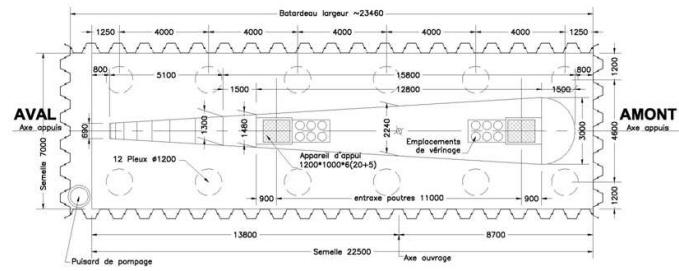 Batardeau largeur ~23460
1250 4000 4000 4000 4000 4000 1250
800 5100 15800 800
1500 12800 1500
1200
4600
1200
AVAL
Axe appuis
AMONT
Axe appuis
Semelle 7000
690
1300
1480
2240
3000
Emplacements
de vérinage
12 Pieux ø1200
Appareil d'appui
1200*1000*6(20+5)
900 entraxe poutres 11000 900
13800 8700
Semelle 22500
Puisard de pompage
Axe ouvrage